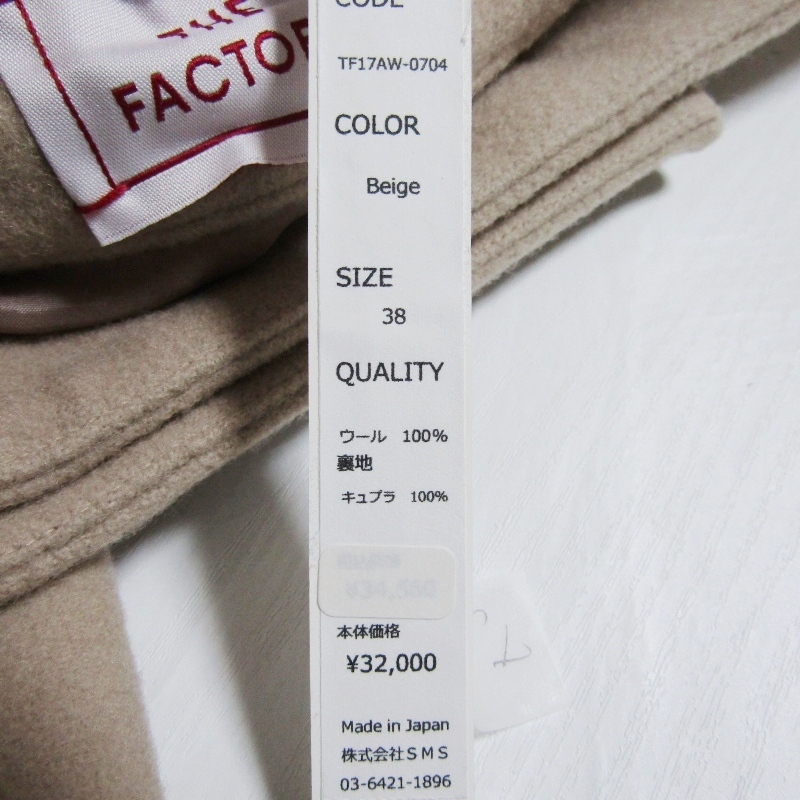 THE
FACTO
CODE
TF17AW-0704
COLOR
Beige
SIZE
38
QUALITY
ウール 100%
裏地
キュプラ 100%
¥34,560
本体価格
¥32,000
Made in Japan
株式会社ＳＭＳ
03-6421-1896